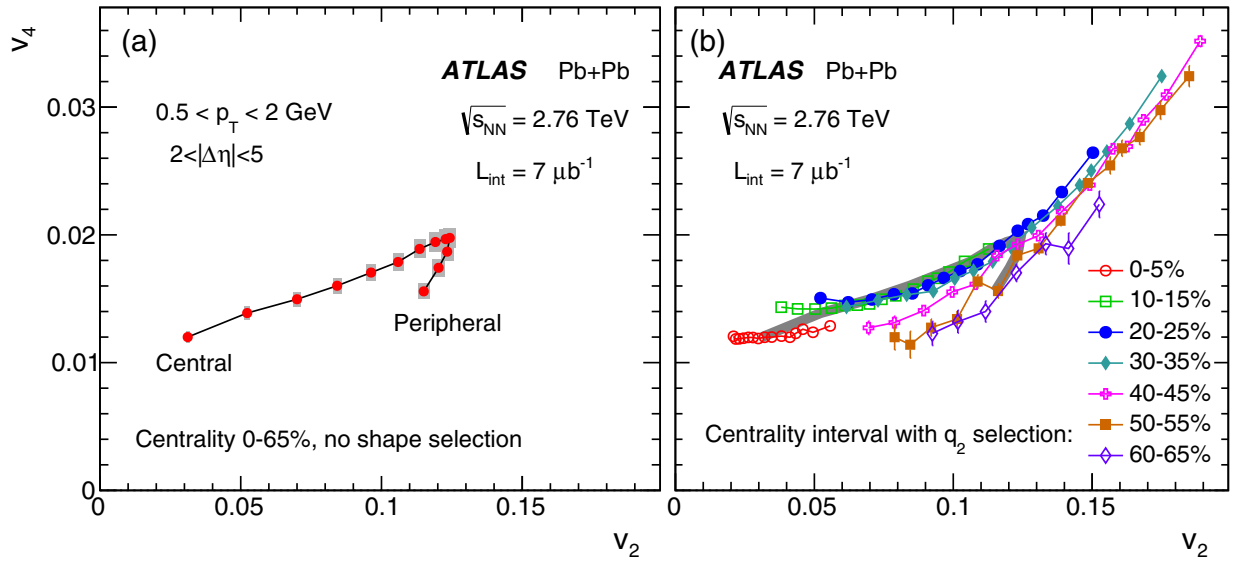 v4
(a)
ATLAS Pb+Pb
0.5 < pT < 2 GeV
√sNN = 2.76 TeV
2<|Δη|<5
Lint = 7 μb-1
Peripheral
Central
Centrality 0-65%, no shape selection
0.03
0.02
0.01
0
0 0.05 0.1 0.15
v2
(b)
ATLAS Pb+Pb
√sNN = 2.76 TeV
Lint = 7 μb-1
0-5%
10-15%
20-25%
30-35%
40-45%
50-55%
60-65%
Centrality interval with q2 selection:
0 0.05 0.1 0.15
v2